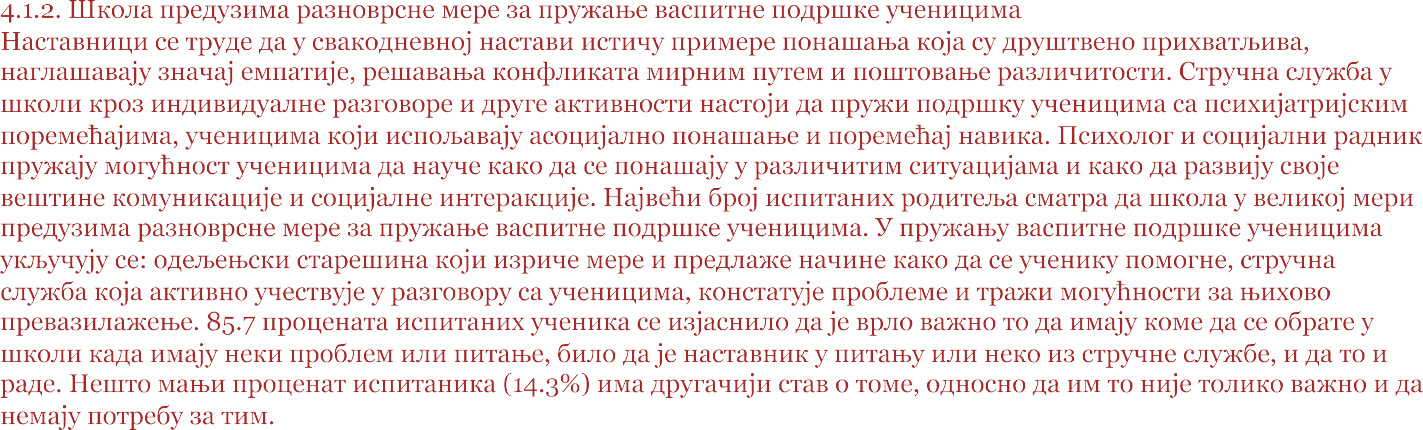 4.1.2. Школа предузима разноврсне мере за пружање васпитне подршке ученицима
Наставници се труде да у свакодневној настави истичу примере понашања која су друштвено прихватљива,
наглашавају значај емпатије, решавања конфликата мирним путем и поштовање различитости. Стручна служба у
школи кроз индивидуалне разговоре и друге активности настоји да пружи подршку ученицима са психијатријским
поремећајима, ученицима који испољавају асоцијално понашање и поремећај навика. Психолог и социјални радник
пружају могућност ученицима да науче како да се понашају у различитим ситуацијама и како да развију своје
вештине комуникације и социјалне интеракције. Највећи број испитаних родитеља сматра да школа у великој мери
предузима разноврсне мере за пружање васпитне подршке ученицима. У пружању васпитне подршке ученицима
укључују се: одељењски старешина који изриче мере и предлаже начине како да се ученику помогне, стручна
служба која активно учествује у разговору са ученицима, констатује проблеме и тражи могућности за њихово
превазилажење. 85.7 процената испитаних ученика се изјаснило да је врло важно то да имају коме да се обрате у
школи када имају неки проблем или питање, било да је наставник у питању или неко из стручне службе, и да то и
раде. Нешто мањи проценат испитаника (14.3%) има другачији став о томе, односно да им то није толико важно и да
немају потребу за тим.